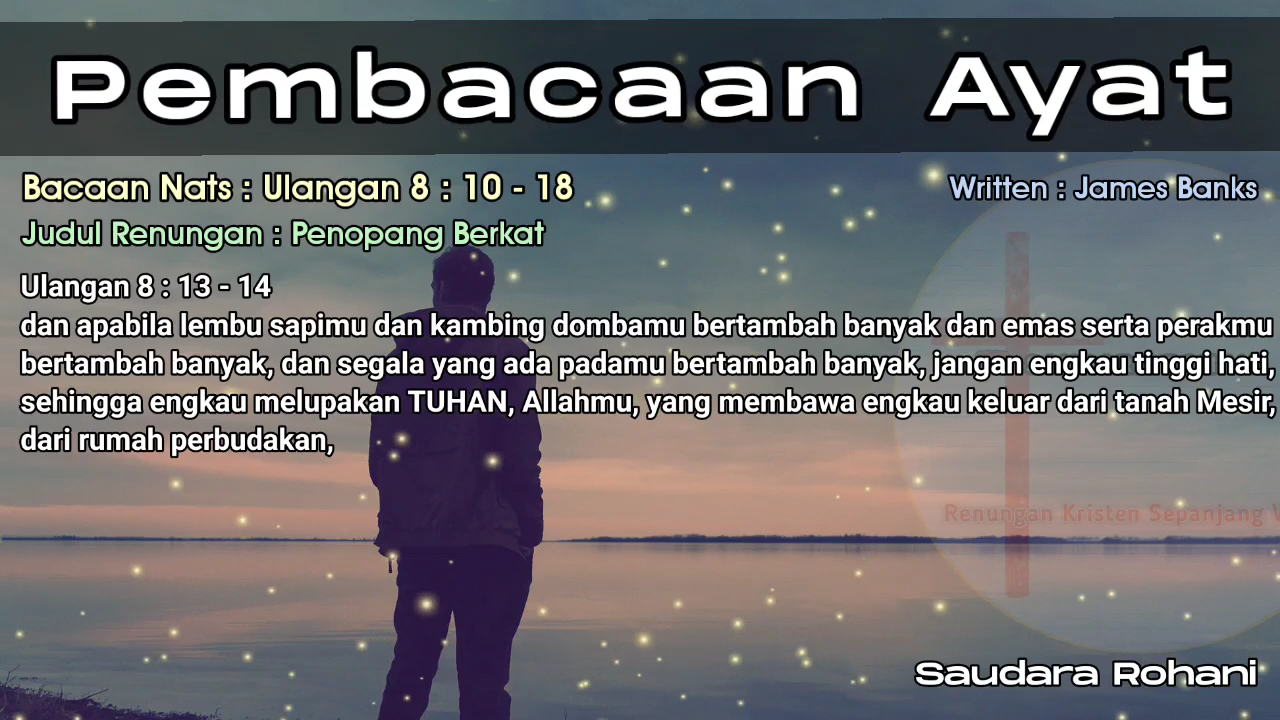 Pembacaan Ayat
Bacaan Nats : Ulangan 8 : 10 - 18
Written : James Banks
Judul Renungan : Penopang Berkat
Ulangan 8 : 13 - 14
dan apabila lembu sapimu dan kambing dombamu bertambah banyak dan emas serta perakmu
bertambah banyak, dan segala yang ada padamu bertambah banyak, jangan engkau tinggi hati,
sehingga engkau melupakan TUHAN, Allahmu, yang membawa engkau keluar dari tanah Mesir,
dari rumah perbudakan,
Renungan Kristen Sepanjang
Saudara Rohani